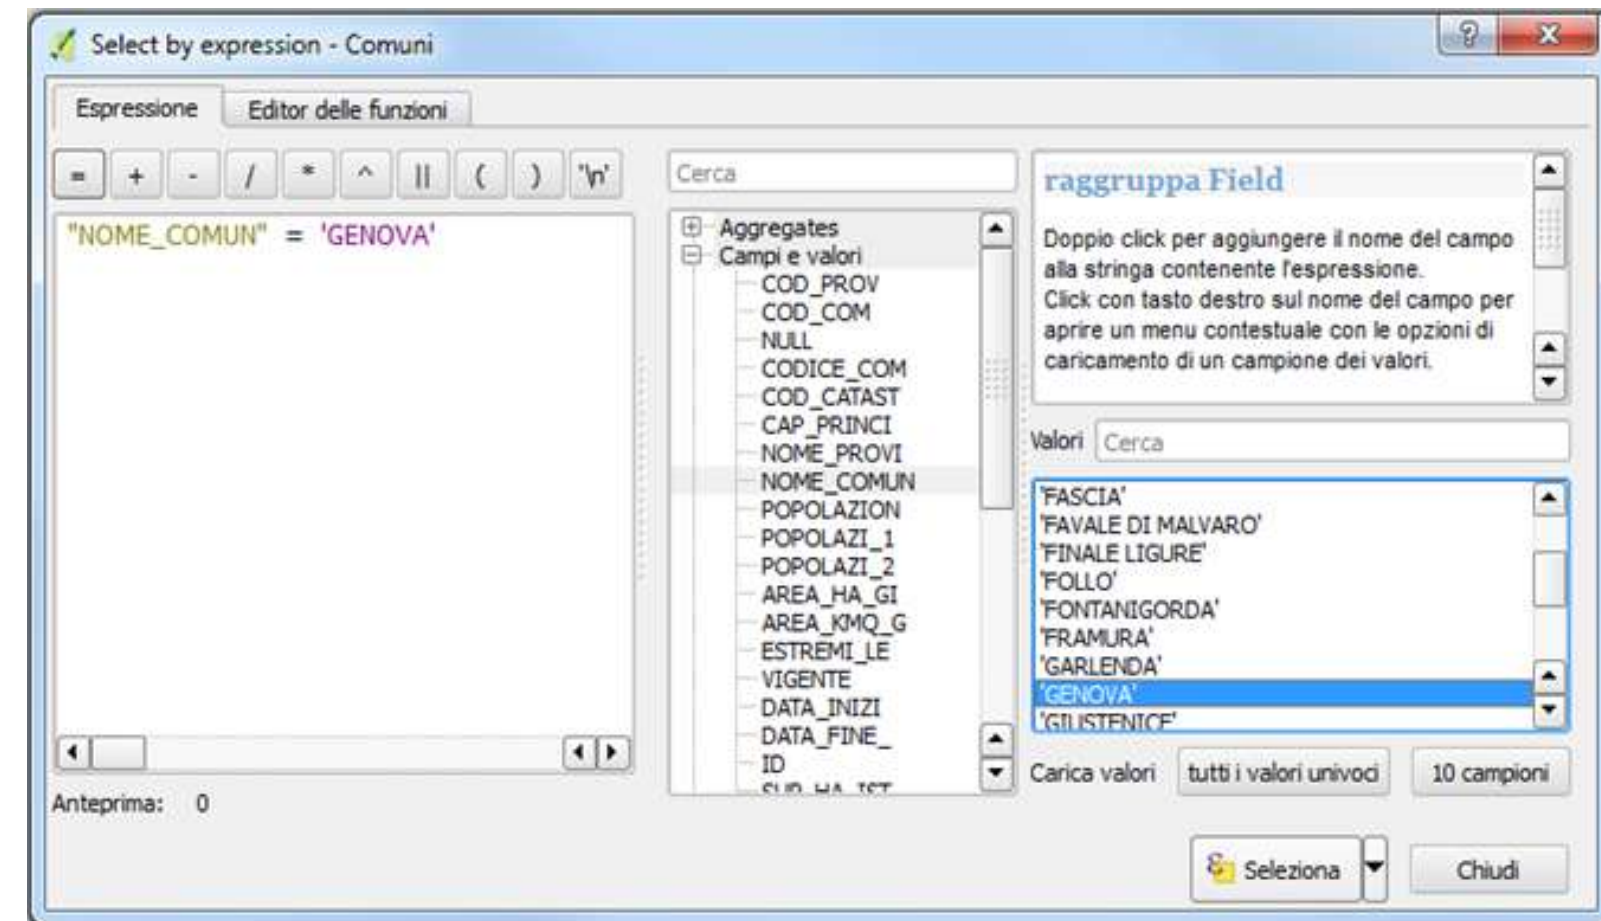 Select by expression - Comuni
?
X
Espressione
Editor delle funzioni
= + - / * ^ || ( ) '\n'
"NOME_COMUN" = 'GENOVA'
Anteprima: 0
Cerca
Aggregates
Campi e valori
COD_PROV
COD_COM
NULL
CODICE_COM
COD_CATAST
CAP_PRINCI
NOME_PROVI
NOME_COMUN
POPOLAZION
POPOLAZI_1
POPOLAZI_2
AREA_HA_GI
AREA_KMQ_G
ESTREMI_LE
VIGENTE
DATA_INIZI
DATA_FINE_
ID
SUP_HA_IST
raggruppa Field
Doppio click per aggiungere il nome del campo
alla stringa contenente l'espressione.
Click con tasto destro sul nome del campo per
aprire un menu contestuale con le opzioni di
caricamento di un campione dei valori.
Valori Cerca
'FASCIA'
'FAVALE DI MALVARO'
'FINALE LIGURE'
'FOLLO'
'FONTANIGORDA'
'FRAMURA'
'GARLENDA'
'GENOVA'
'GIUSTENICE'
Carica valori tutti i valori univoci 10 campioni
Seleziona
Chiudi